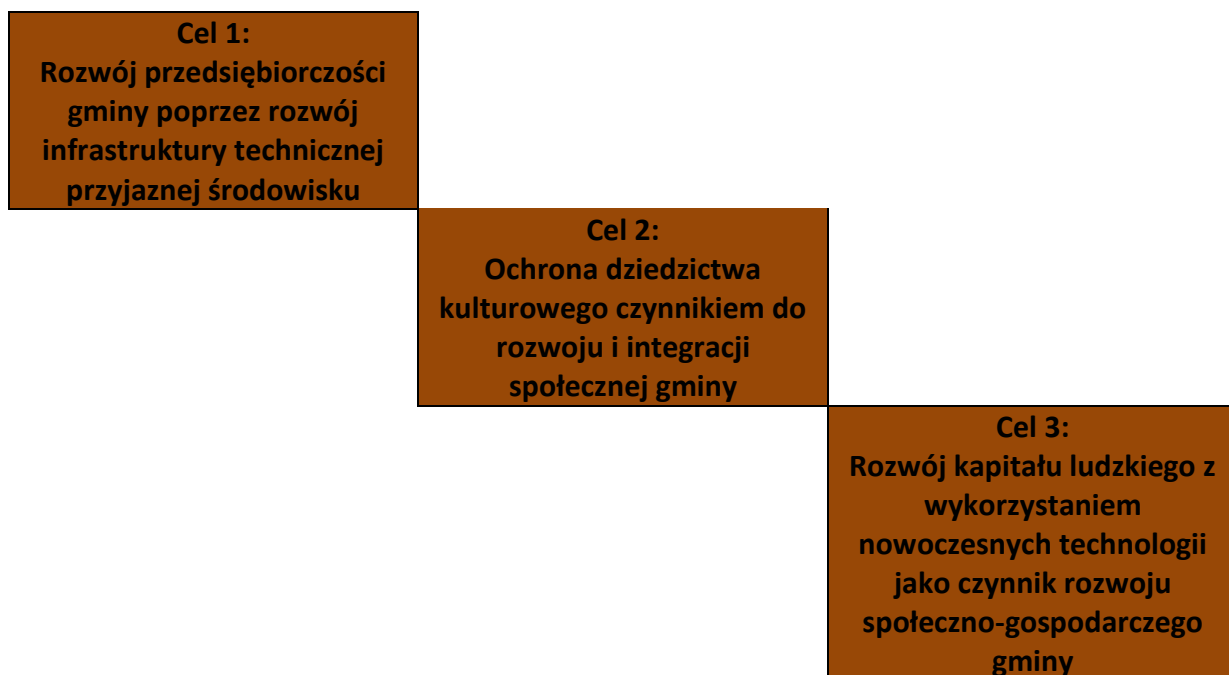 Cel 1:
Rozwój przedsiębiorczości
gminy poprzez rozwój
infrastruktury technicznej
przyjaznej środowisku
Cel 2:
Ochrona dziedzictwa
kulturowego czynnikiem do
rozwoju i integracji
społecznej gminy
Cel 3:
Rozwój kapitału ludzkiego z
wykorzystaniem
nowoczesnych technologii
jako czynnik rozwoju
społeczno-gospodarczego
gminy